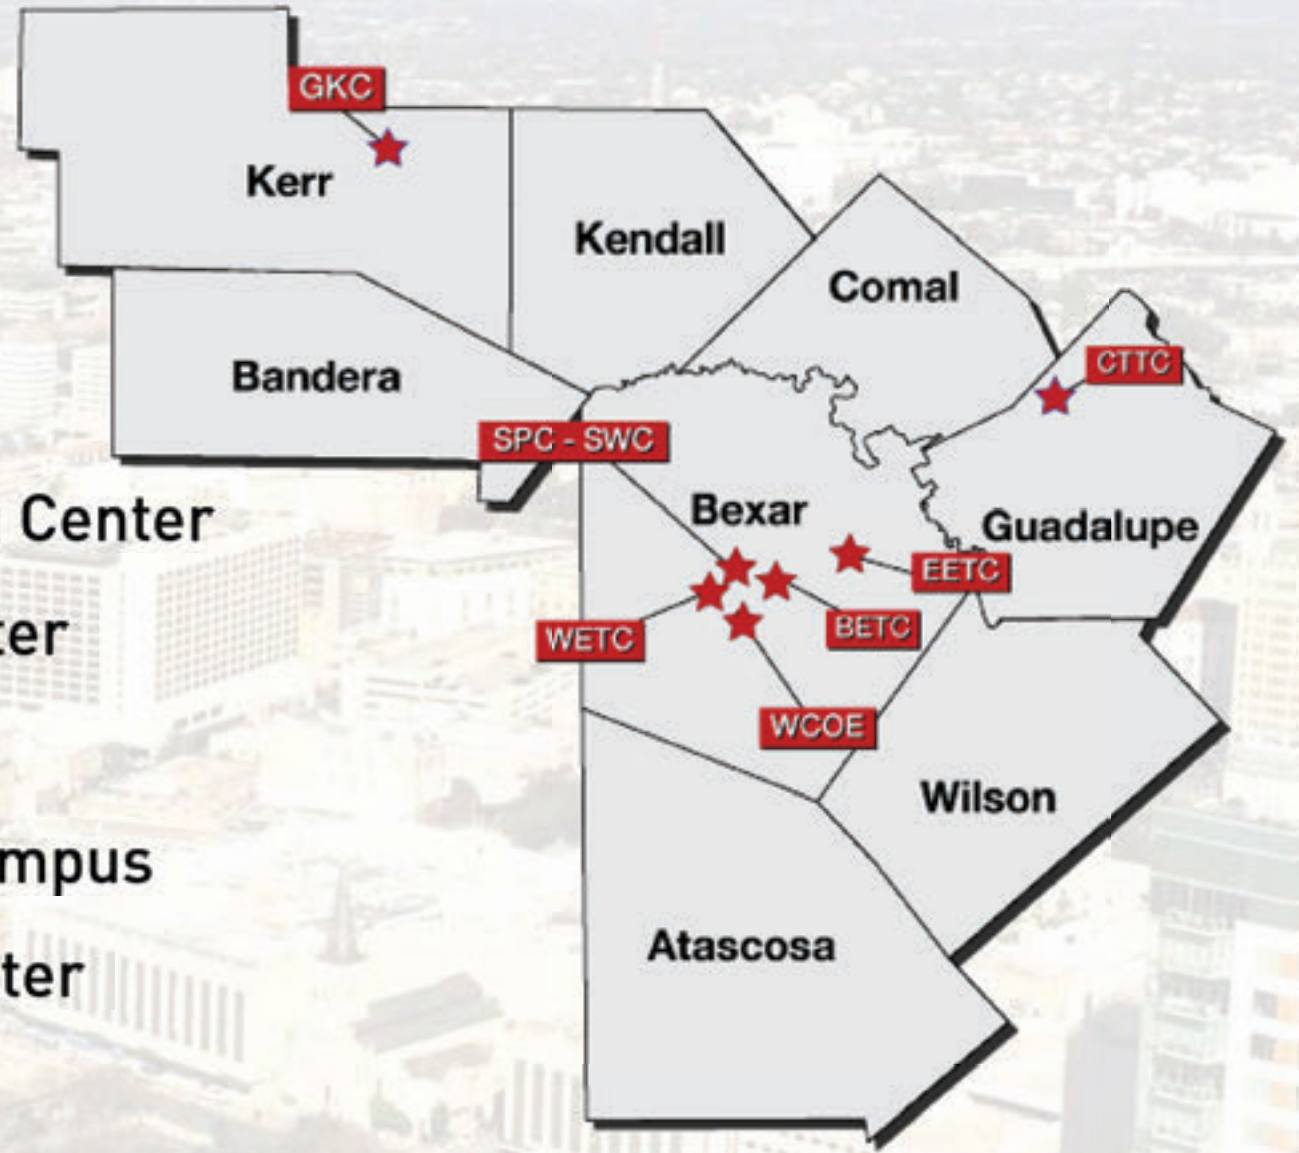 GKC
Kerr
Kendall
Comal
CTTC
Bandera
SPC - SWC
Bexar
Center
Guadalupe
EETC
ter
WETC
BETC
WCOE
Wilson
mpus
Atascosa
ter